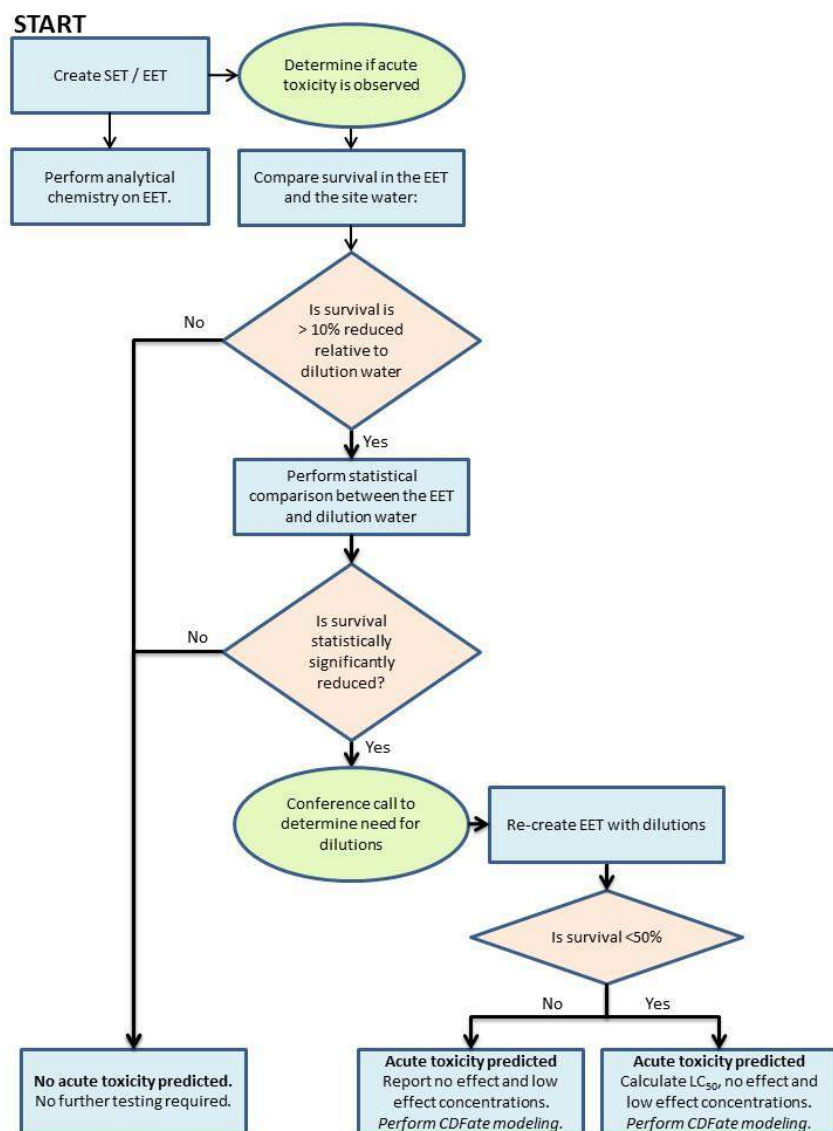 START
Create SET / EET
Determine if acute
toxicity is observed
Perform analytical
chemistry on EET.
Compare survival in the EET
and the site water:
Is survival is
> 10% reduced
relative to
dilution water
No
Yes
Perform statistical
comparison between the EET
and dilution water
Is survival
statistically
significantly
reduced?
No
Yes
Conference call to
determine need for
dilutions
Re-create EET with dilutions
Is survival <50%
No
Yes
No acute toxicity predicted.
No further testing required.
Acute toxicity predicted
Report no effect and low
effect concentrations.
Perform CDFate modeling.
Acute toxicity predicted
Calculate LC50, no effect and
low effect concentrations.
Perform CDFate modeling.